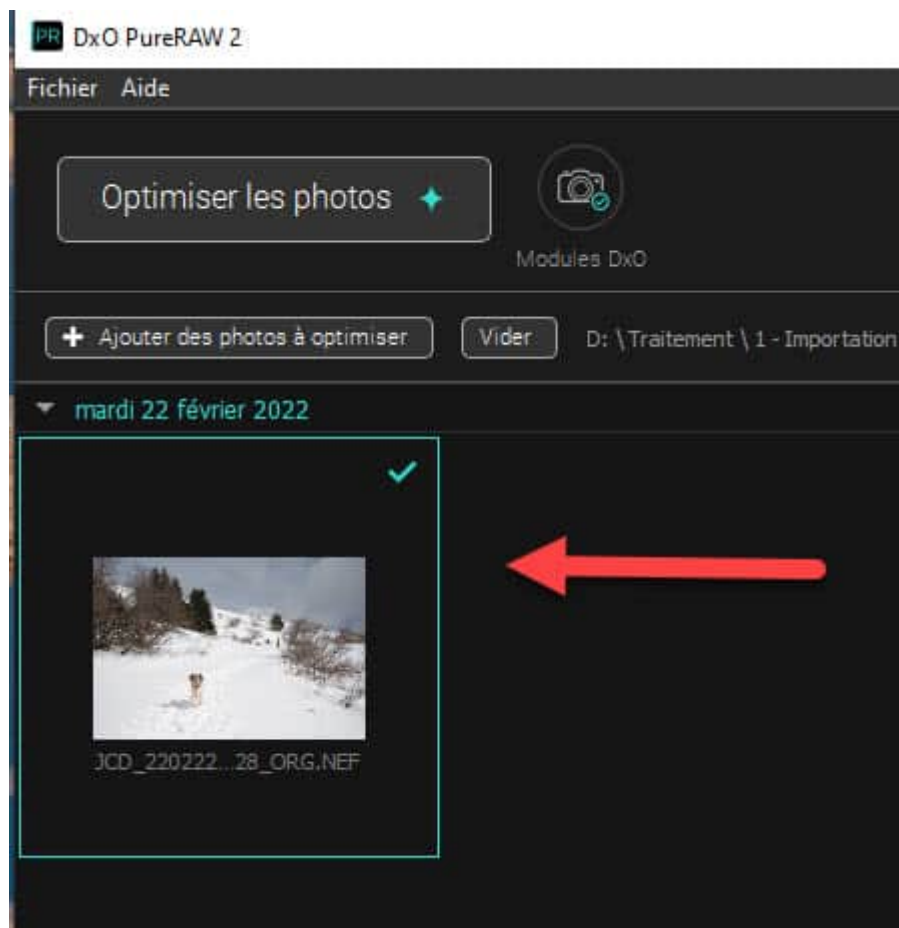 PR DxO PureRAW 2
Fichier Aide
Optimiser les photos
Modules DxO
+ Ajouter des photos à optimiser Vider D: \ Traitement \ 1 - Importation
mardi 22 février 2022
JCD_220222...28_ORG.NEF